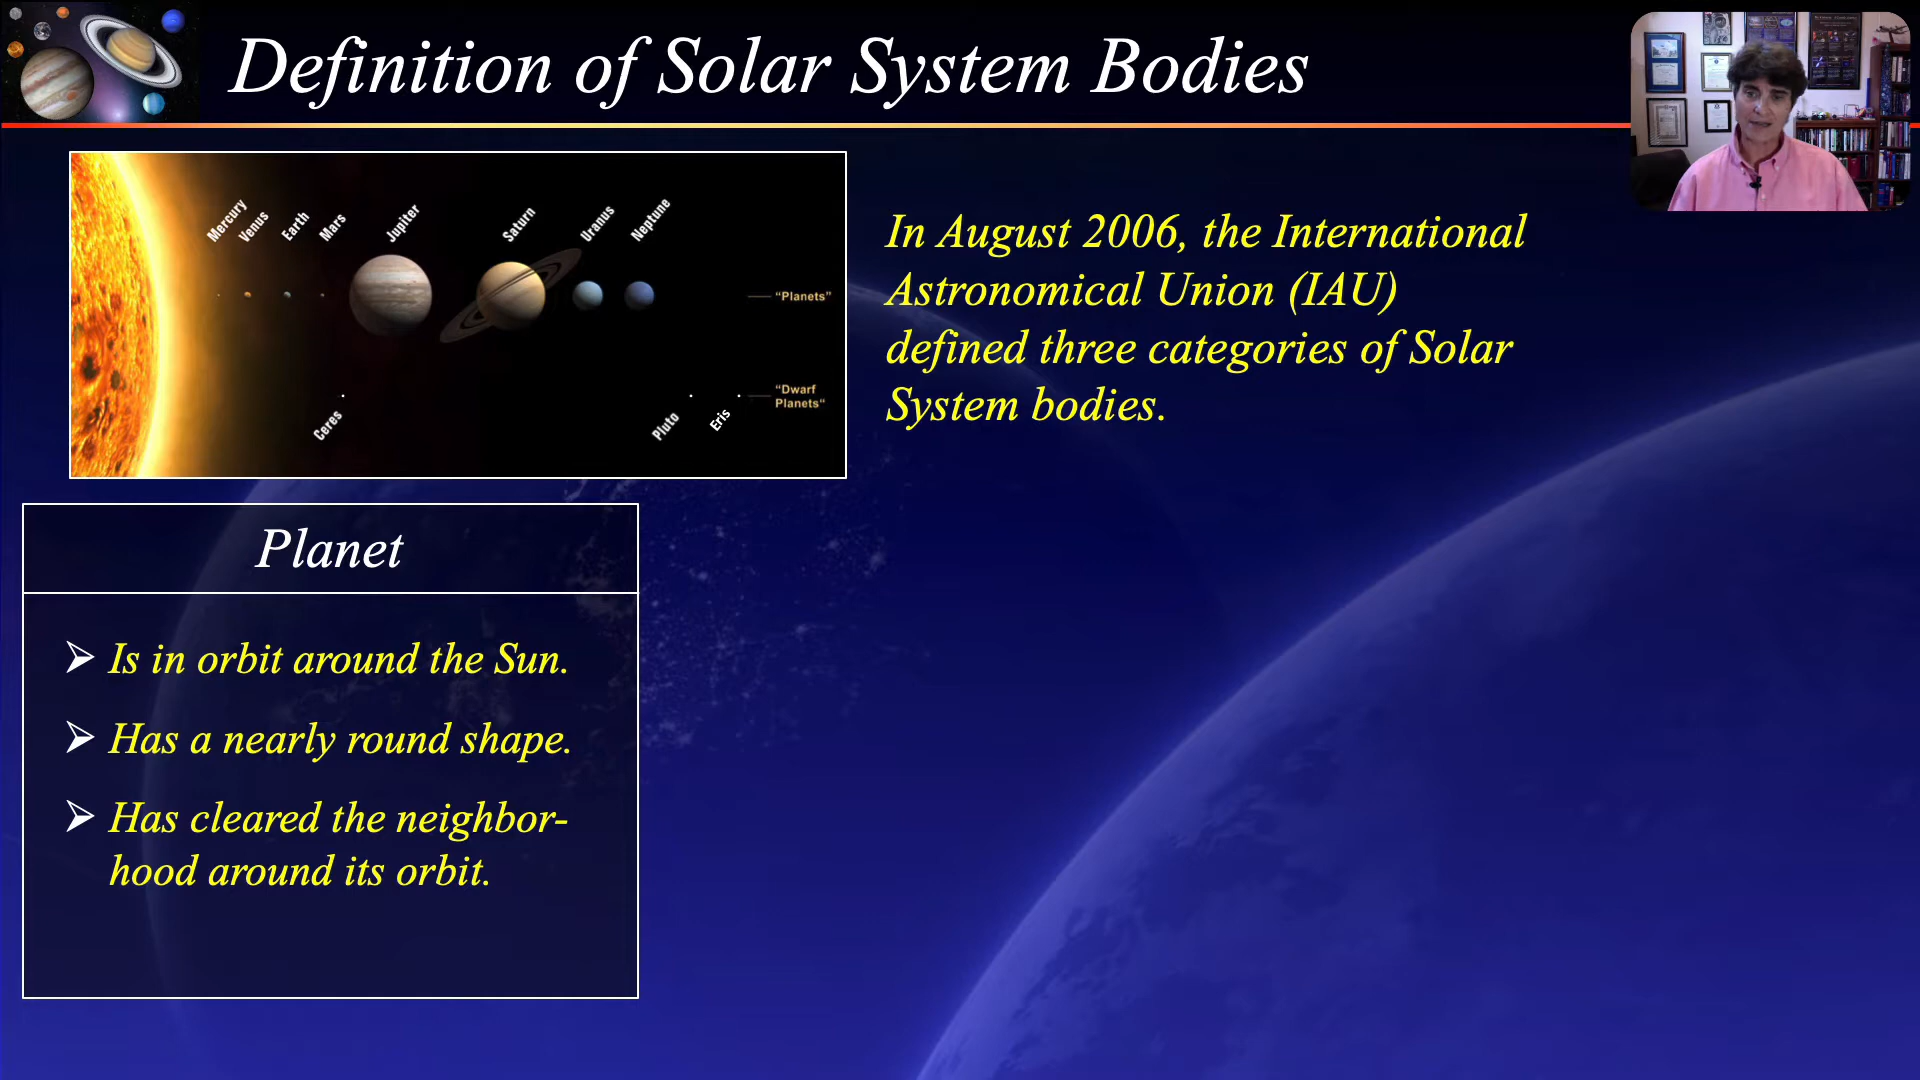 Definition of Solar System Bodies
Mercury
Venus
Earth
Mars
Jupiter
Saturn
Uranus
Neptune
"Planets"
Ceres
Pluto
Eris
"Dwarf
Planets"
In August 2006, the International
Astronomical Union (IAU)
defined three categories of Solar
System bodies.
Planet
➢ Is in orbit around the Sun.
➢ Has a nearly round shape.
➢ Has cleared the neighbor-
hood around its orbit.